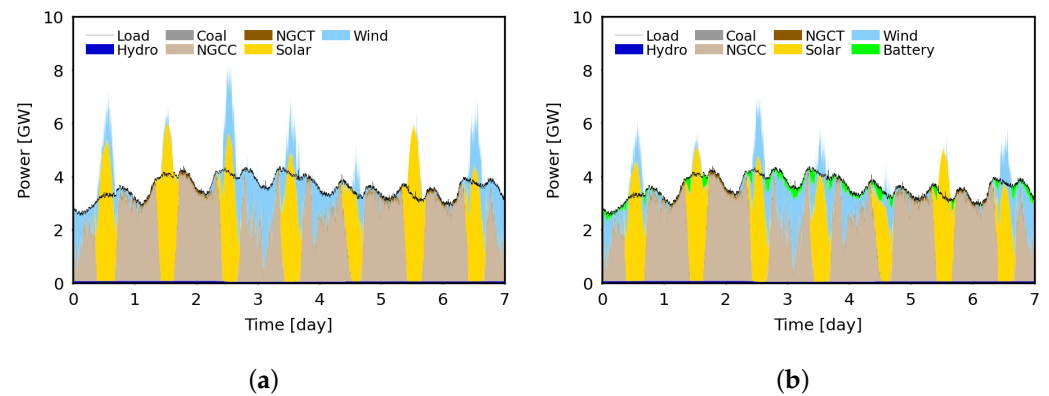 10
8
6
4
2
0
Power [GW]
Load Coal NGCT Wind
Hydro NGCC Solar
0 1 2 3 4 5 6 7
Time [day]
(a)
10
8
6
4
2
0
Power [GW]
Load Coal NGCT Wind
Hydro NGCC Solar Battery
0 1 2 3 4 5 6 7
Time [day]
(b)